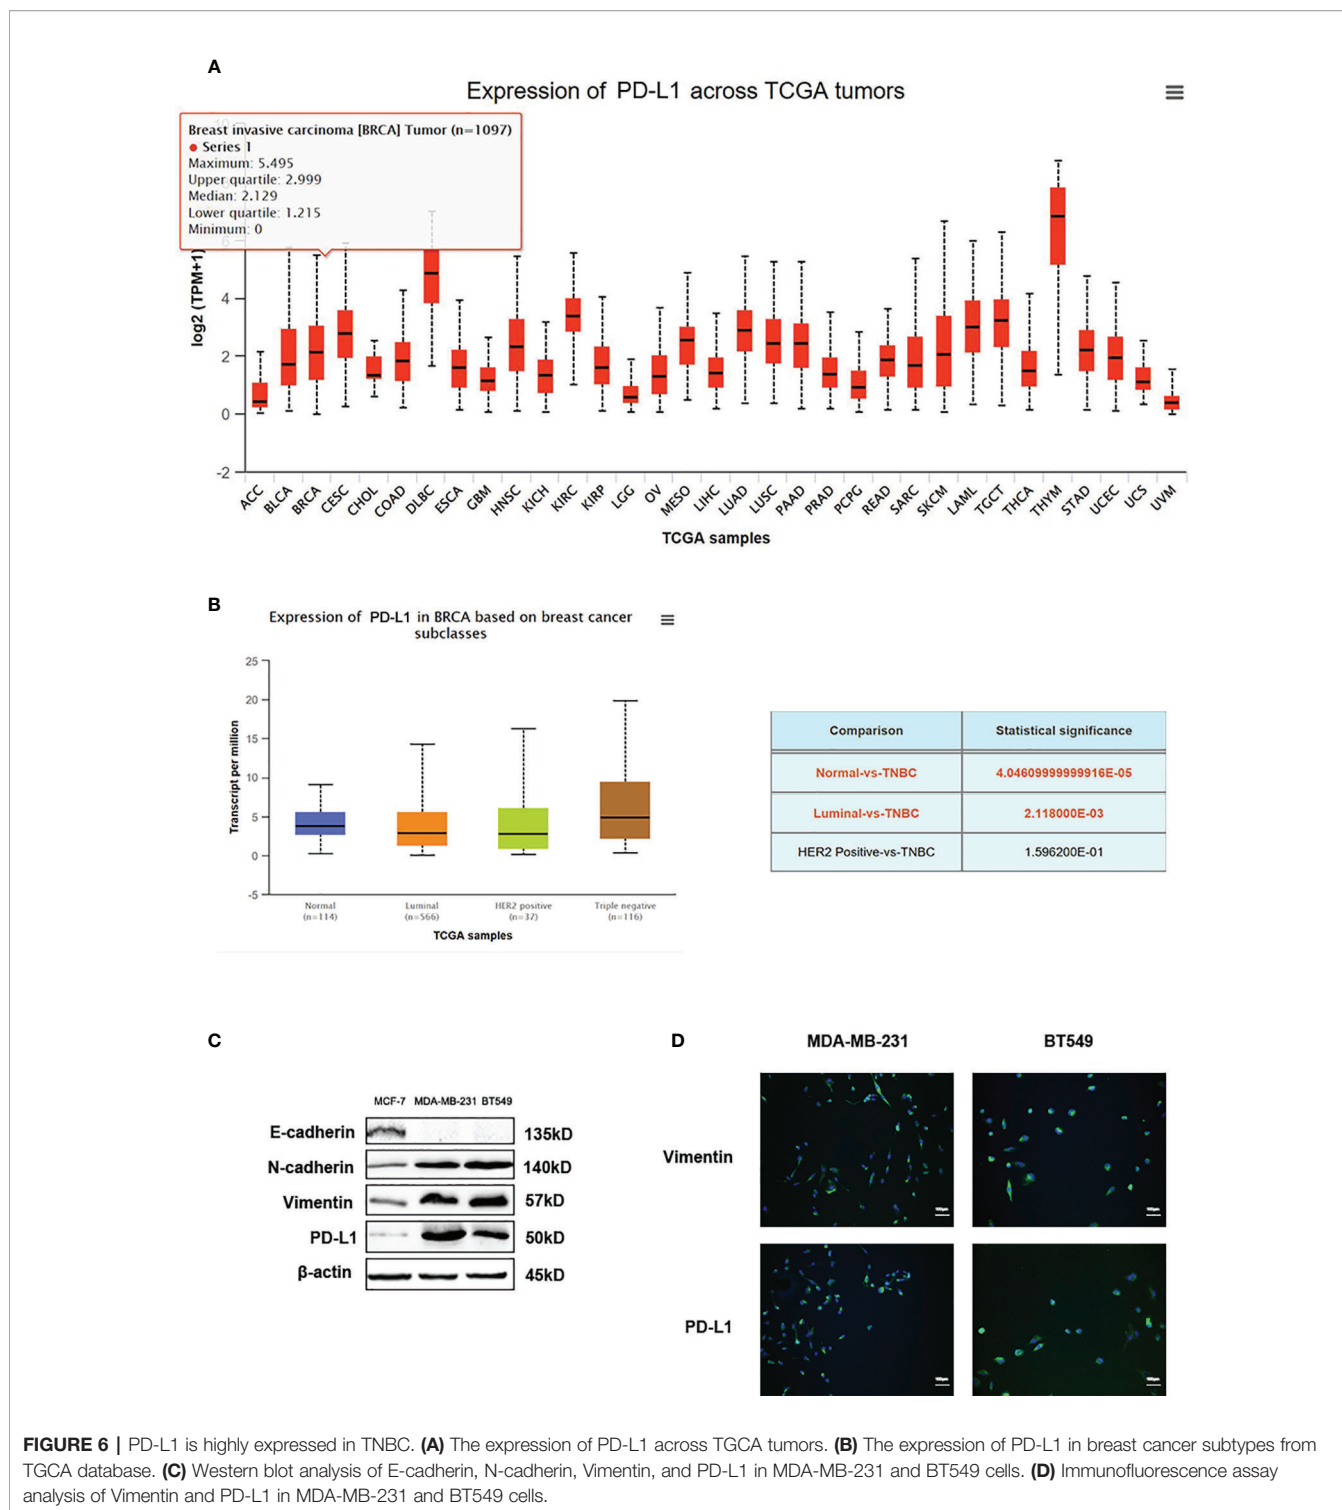 A
Expression of PD-L1 across TCGA tumors
Breast invasive carcinoma [BRCA] Tumor (n=1097)
Series 1
Maximum: 5.495
Upper quartile: 2.999
Median: 2.129
Lower quartile: 1.215
Minimum: 0
log2 (TPM+1)
10
6
4
2
0
-2
ACC BLCA BRCA CESC CHOL COAD DLBC ESCA GBM HNSC KICH KIRC KIRP LGG OV MESO LIHC LUAD LUSC PAAD PRAD PCPG READ SARC SKCM LAML TGCT THCA THYM STAD UCEC UCS UVM
TCGA samples
B
Expression of PD-L1 in BRCA based on breast cancer
subclasses
Transcript per million
25
20
15
10
5
0
-5
Normal Luminal HER2 positive Triple negative
(n=114) (n=566) (n=37) (n=116)
TCGA samples
Comparison Statistical significance
Normal-vs-TNBC 4.04609999999916E-05
Luminal-vs-TNBC 2.118000E-03
HER2 Positive-vs-TNBC 1.596200E-01
C
MCF-7 MDA-MB-231 BT549
E-cadherin 135kD
N-cadherin 140kD
Vimentin 57kD
PD-L1 50kD
β-actin 45kD
D
MDA-MB-231 BT549
Vimentin
PD-L1
FIGURE 6 | PD-L1 is highly expressed in TNBC. (A) The expression of PD-L1 across TGCA tumors. (B) The expression of PD-L1 in breast cancer subtypes from
TGCA database. (C) Western blot analysis of E-cadherin, N-cadherin, Vimentin, and PD-L1 in MDA-MB-231 and BT549 cells. (D) Immunofluorescence assay
analysis of Vimentin and PD-L1 in MDA-MB-231 and BT549 cells.